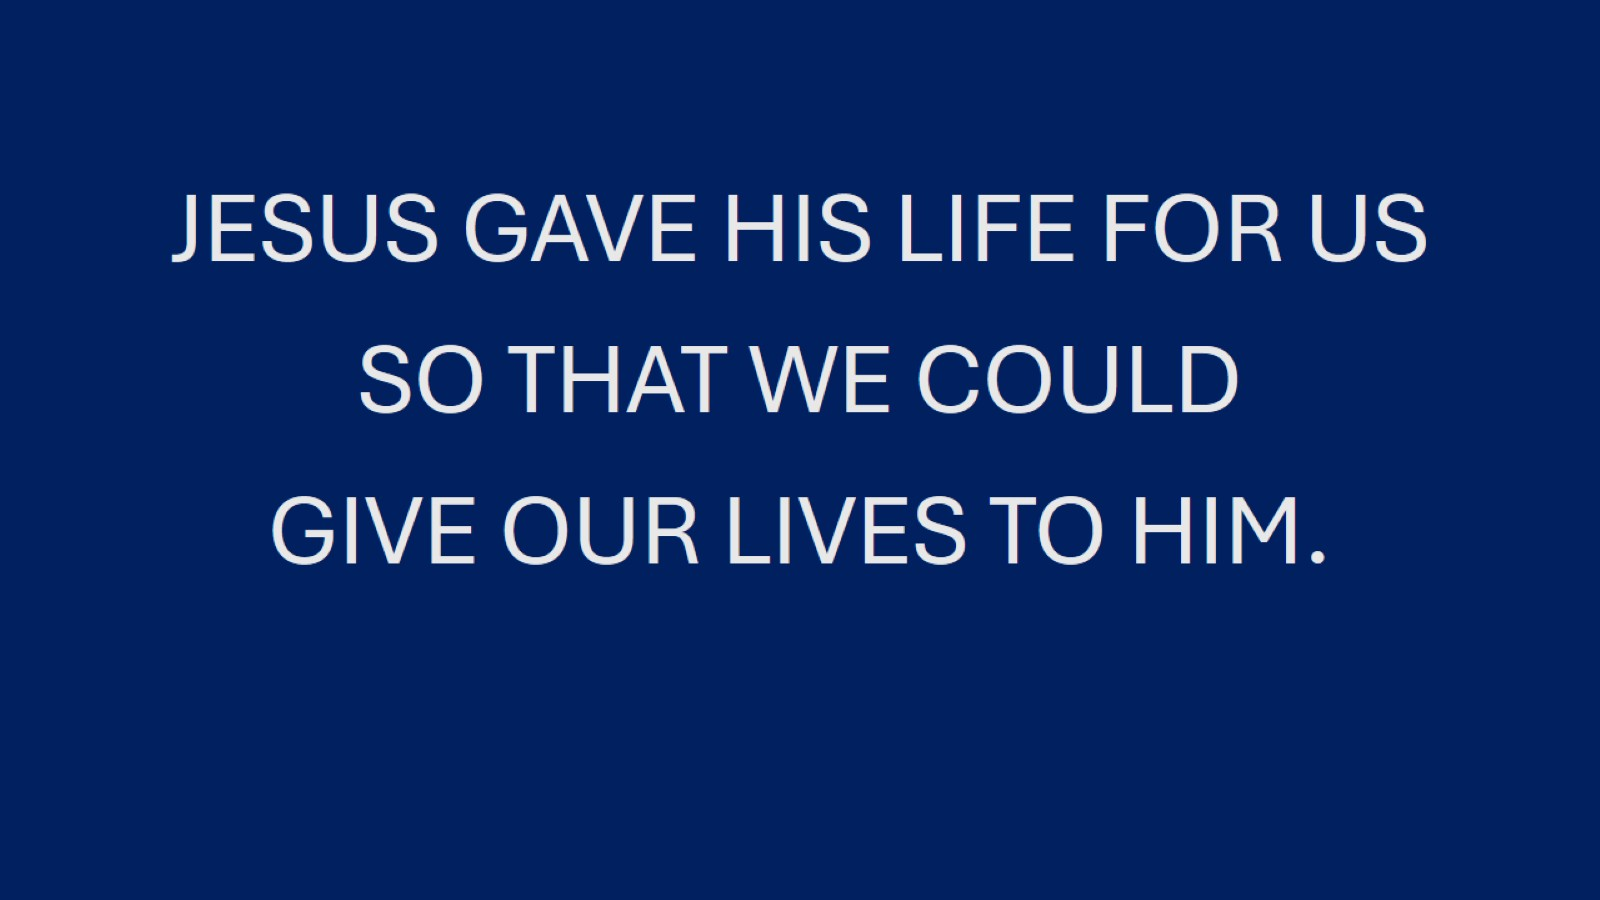 JESUS GAVE HIS LIFE FOR US
SO THAT WE COULD
GIVE OUR LIVES TO HIM.